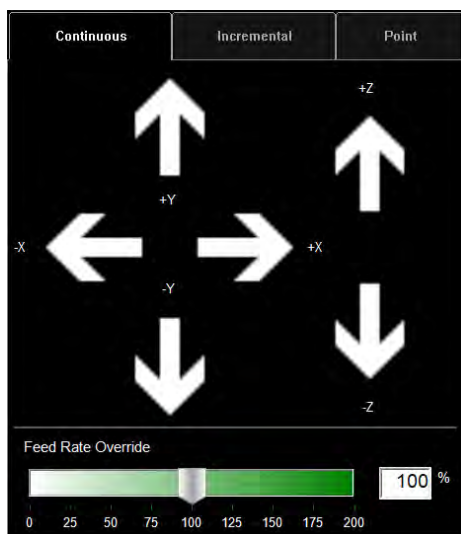 Continuous Incremental Point
+Z
+Y
-X +X
-Y
-Z
Feed Rate Override
100 %
0 25 50 75 100 125 150 175 200